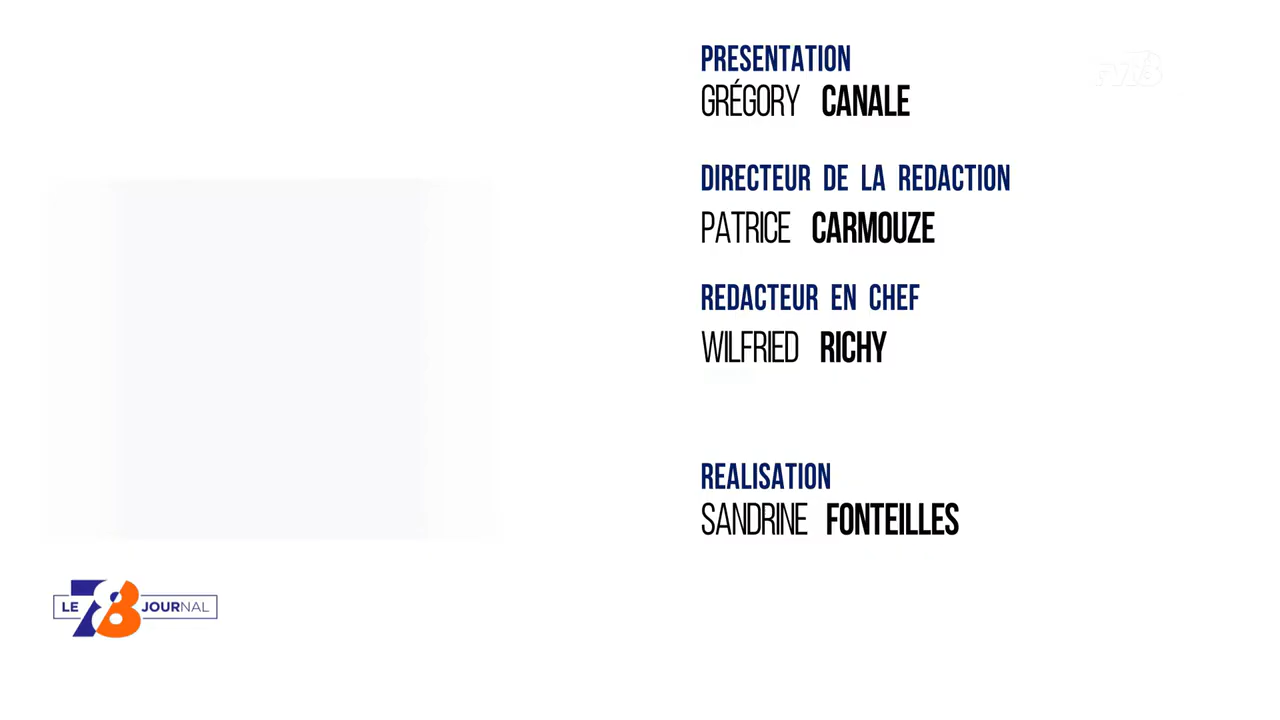 PRESENTATION
GRÉGORY CANALE
TV78
DIRECTEUR DE LA REDACTION
PATRICE CARMOUZE
REDACTEUR EN CHEF
WILFRIED RICHY
REALISATION
SANDRINE FONTEILLES
LE 78 JOURNAL